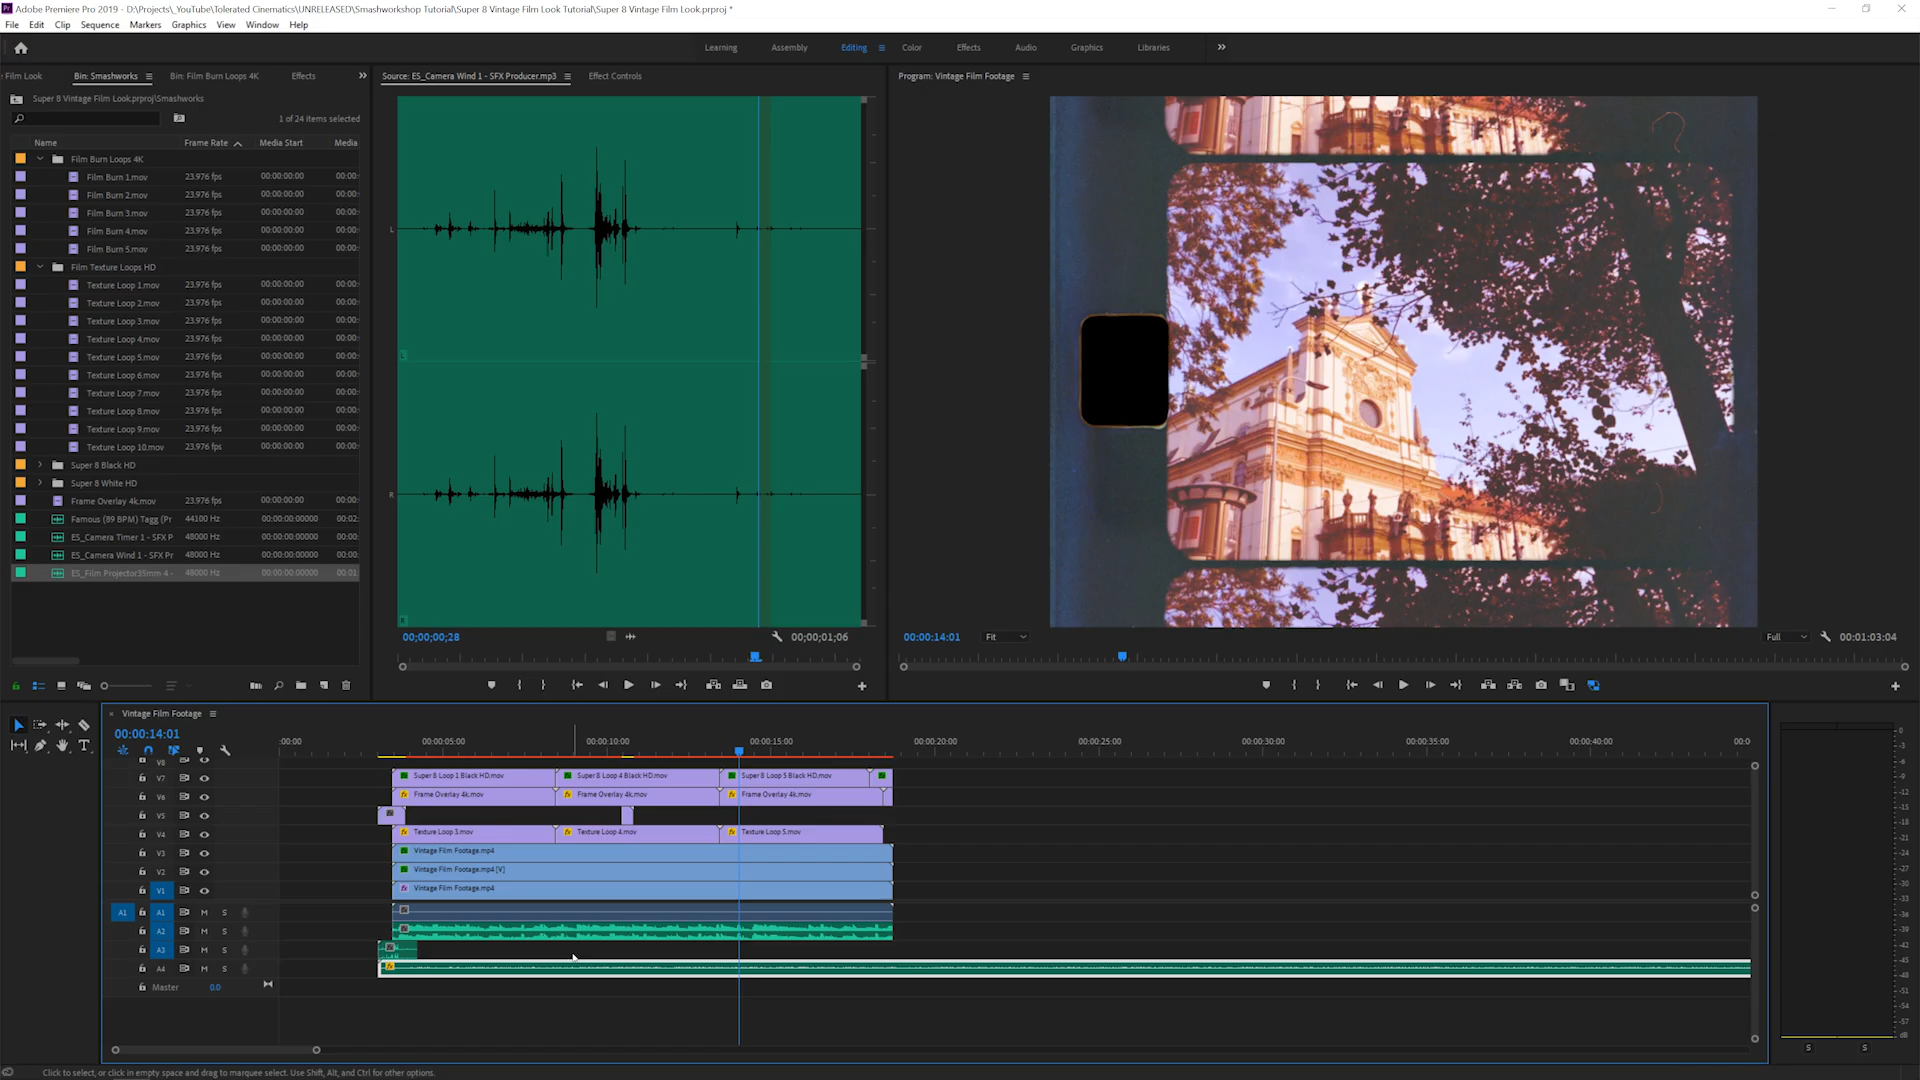 Adobe Premiere Pro 2019 - D:\Projects\_YouTube\Tolerated Cinematics\UNRELEASED\Smashworkshop Tutorial\Super 8 Vintage Film Look Tutorial\Super 8 Vintage Film Look.prproj *
File Edit Clip Sequence Markers Graphics View Window Help
Learning Assembly Editing Color Effects Audio Graphics Libraries
: Film Look Bin: Smashworks Bin: Film Burn Loops 4K Effects
Source: ES_Camera Wind 1 - SFX Producer.mp3 Effect Controls
Program: Vintage Film Footage
Super 8 Vintage Film Look.prproj\Smashworks
1 of 24 items selected
Name Frame Rate Media Start Media
Film Burn Loops 4K
Film Burn 1.mov 23.976 fps 00:00:00:00 00:00:
Film Burn 2.mov 23.976 fps 00:00:00:00 00:00:
Film Burn 3.mov 23.976 fps 00:00:00:00 00:00:
Film Burn 4.mov 23.976 fps 00:00:00:00 00:00:
Film Burn 5.mov 23.976 fps 00:00:00:00 00:00:
Film Texture Loops HD
Texture Loop 1.mov 23.976 fps 00:00:00:00 00:00:
Texture Loop 2.mov 23.976 fps 00:00:00:00 00:00:
Texture Loop 3.mov 23.976 fps 00:00:00:00 00:00:
Texture Loop 4.mov 23.976 fps 00:00:00:00 00:00:
Texture Loop 5.mov 23.976 fps 00:00:00:00 00:00:
Texture Loop 6.mov 23.976 fps 00:00:00:00 00:00:
Texture Loop 7.mov 23.976 fps 00:00:00:00 00:00:
Texture Loop 8.mov 23.976 fps 00:00:00:00 00:00:
Texture Loop 9.mov 23.976 fps 00:00:00:00 00:00:
Texture Loop 10.mov 23.976 fps 00:00:00:00 00:00:
Super 8 Black HD
Super 8 White HD
Frame Overlay 4k.mov 23.976 fps 00:00:00:00 00:00:
Famous (89 BPM) Tagg (Pr 44100 Hz 00:00:00:00000 00:02:
ES_Camera Timer 1 - SFX P 48000 Hz 00:00:00:00000 00:00:
ES_Camera Wind 1 - SFX Pr 48000 Hz 00:00:00:00000 00:00:
ES_Film Projector35mm 4 - 48000 Hz 00:00:00:00000 00:01
L
R
L
R
00;00;00;28 00;00;01;06
00:00:14:01 Fit Full 00:01:03:04
Vintage Film Footage
00:00:14:01
:00:00 00:00:05:00 00:00:10:00 00:00:15:00 00:00:20:00 00:00:25:00 00:00:30:00 00:00:35:00 00:00:40:00 00:0
V8
V7 Super 8 Loop 1 Black HD.mov Super 8 Loop 4 Black HD.mov Super 8 Loop 5 Black HD.mov
V6 Frame Overlay 4k.mov Frame Overlay 4k.mov Frame Overlay 4k.mov
V5
V4 Texture Loop 3.mov Texture Loop 4.mov Texture Loop 5.mov
V3 Vintage Film Footage.mp4
V2 Vintage Film Footage.mp4 [V]
V1 Vintage Film Footage.mp4
A1 A1 M S
A2 M S
A3 M S
A4 M S
Master 0.0
0
-3
-6
-9
-12
-15
-18
-21
-24
-27
-30
-33
-36
-39
-42
-45
-48
-51
-54
-57
dB
S S
Click to select, or click in empty space and drag to marquee select. Use Shift, Alt, and Ctrl for other options.